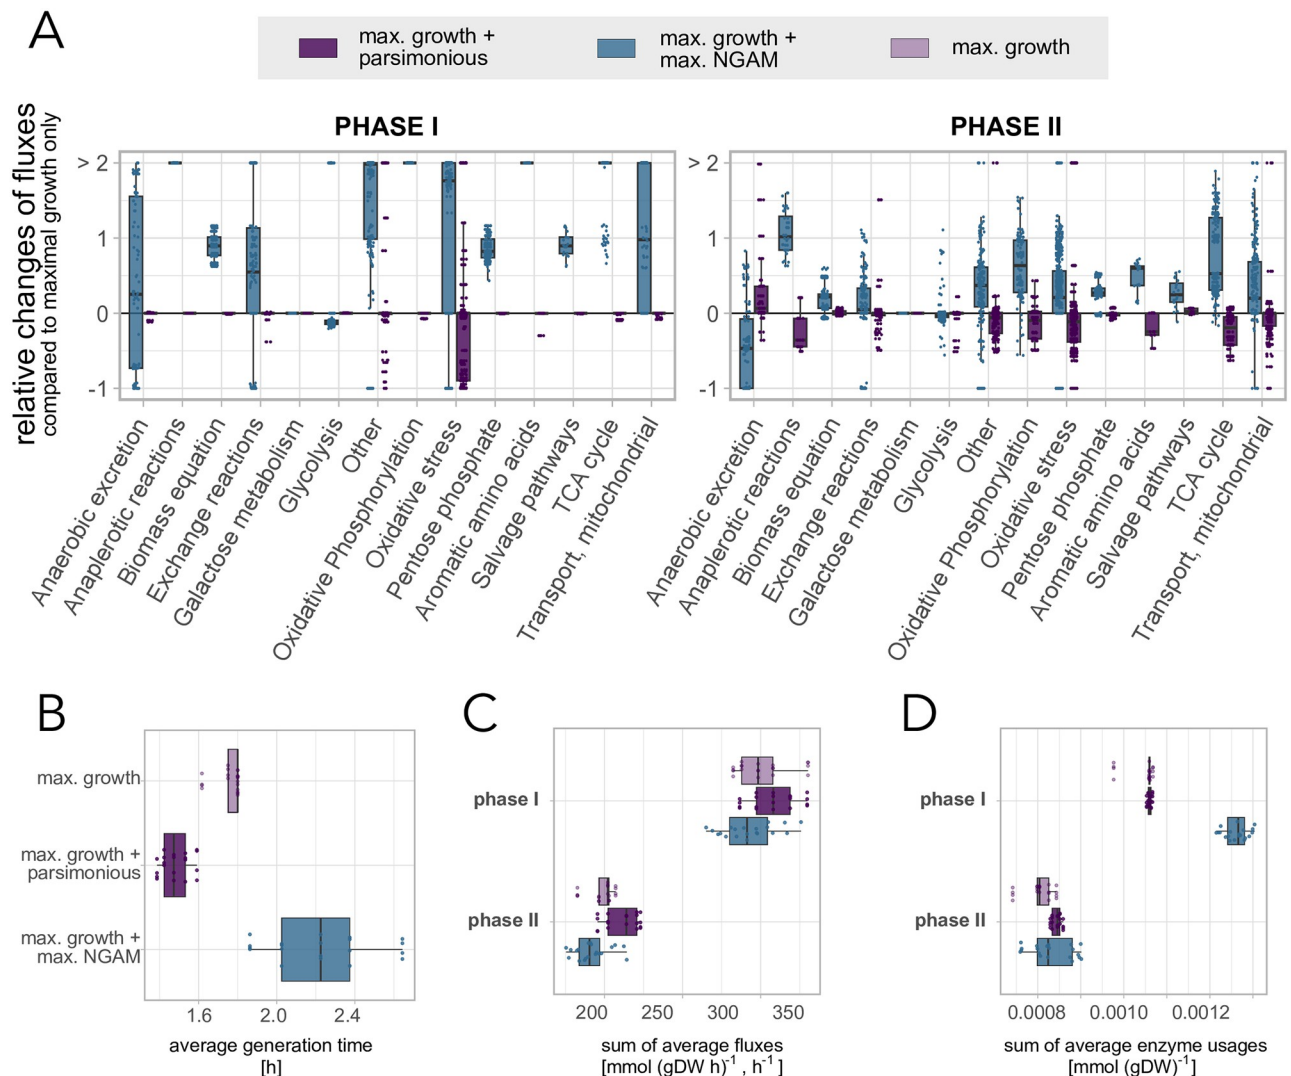 A
max. growth +
parsimonious
max. growth +
max. NGAM
max. growth
relative changes of fluxes
compared to maximal growth only
PHASE I
> 2
1
0
-1
Anaerobic excretion
Anaplerotic reactions
Biomass equation
Exchange reactions
Galactose metabolism
Glycolysis
Other
Oxidative Phosphorylation
Oxidative stress
Pentose phosphate
Aromatic amino acids
Salvage pathways
TCA cycle
Transport, mitochondrial
PHASE II
> 2
1
0
-1
Anaerobic excretion
Anaplerotic reactions
Biomass equation
Exchange reactions
Galactose metabolism
Glycolysis
Other
Oxidative Phosphorylation
Oxidative stress
Pentose phosphate
Aromatic amino acids
Salvage pathways
TCA cycle
Transport, mitochondrial
B
max. growth
max. growth +
parsimonious
max. growth +
max. NGAM
1.6 2.0 2.4
average generation time
[h]
C
phase I
phase II
200 250 300 350
sum of average fluxes
[mmol (gDW h)⁻¹ , h⁻¹ ]
D
phase I
phase II
0.0008 0.0010 0.0012
sum of average enzyme usages
[mmol (gDW)⁻¹]